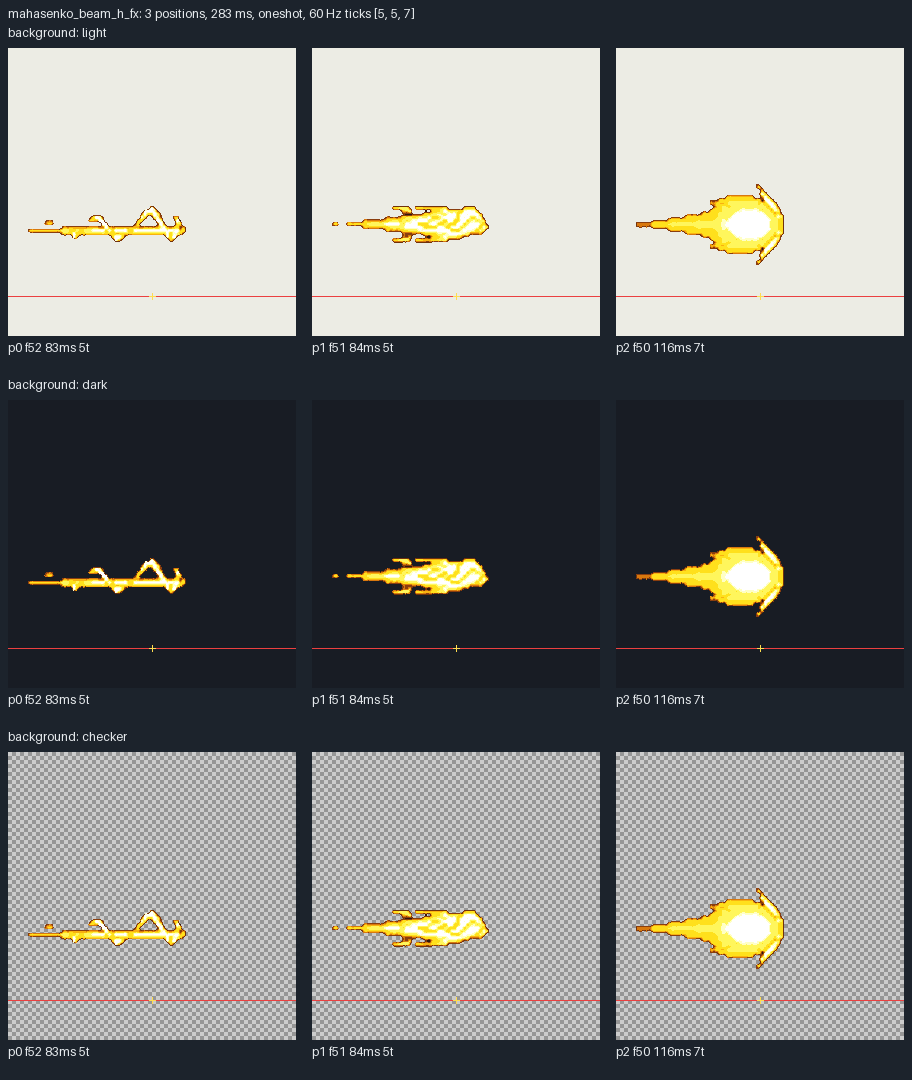 mahasenko_beam_h_fx: 3 positions, 283 ms, oneshot, 60 Hz ticks [5, 5, 7]
background: light
p0 f52 83ms 5t
p1 f51 84ms 5t
p2 f50 116ms 7t
background: dark
p0 f52 83ms 5t
p1 f51 84ms 5t
p2 f50 116ms 7t
background: checker
p0 f52 83ms 5t
p1 f51 84ms 5t
p2 f50 116ms 7t